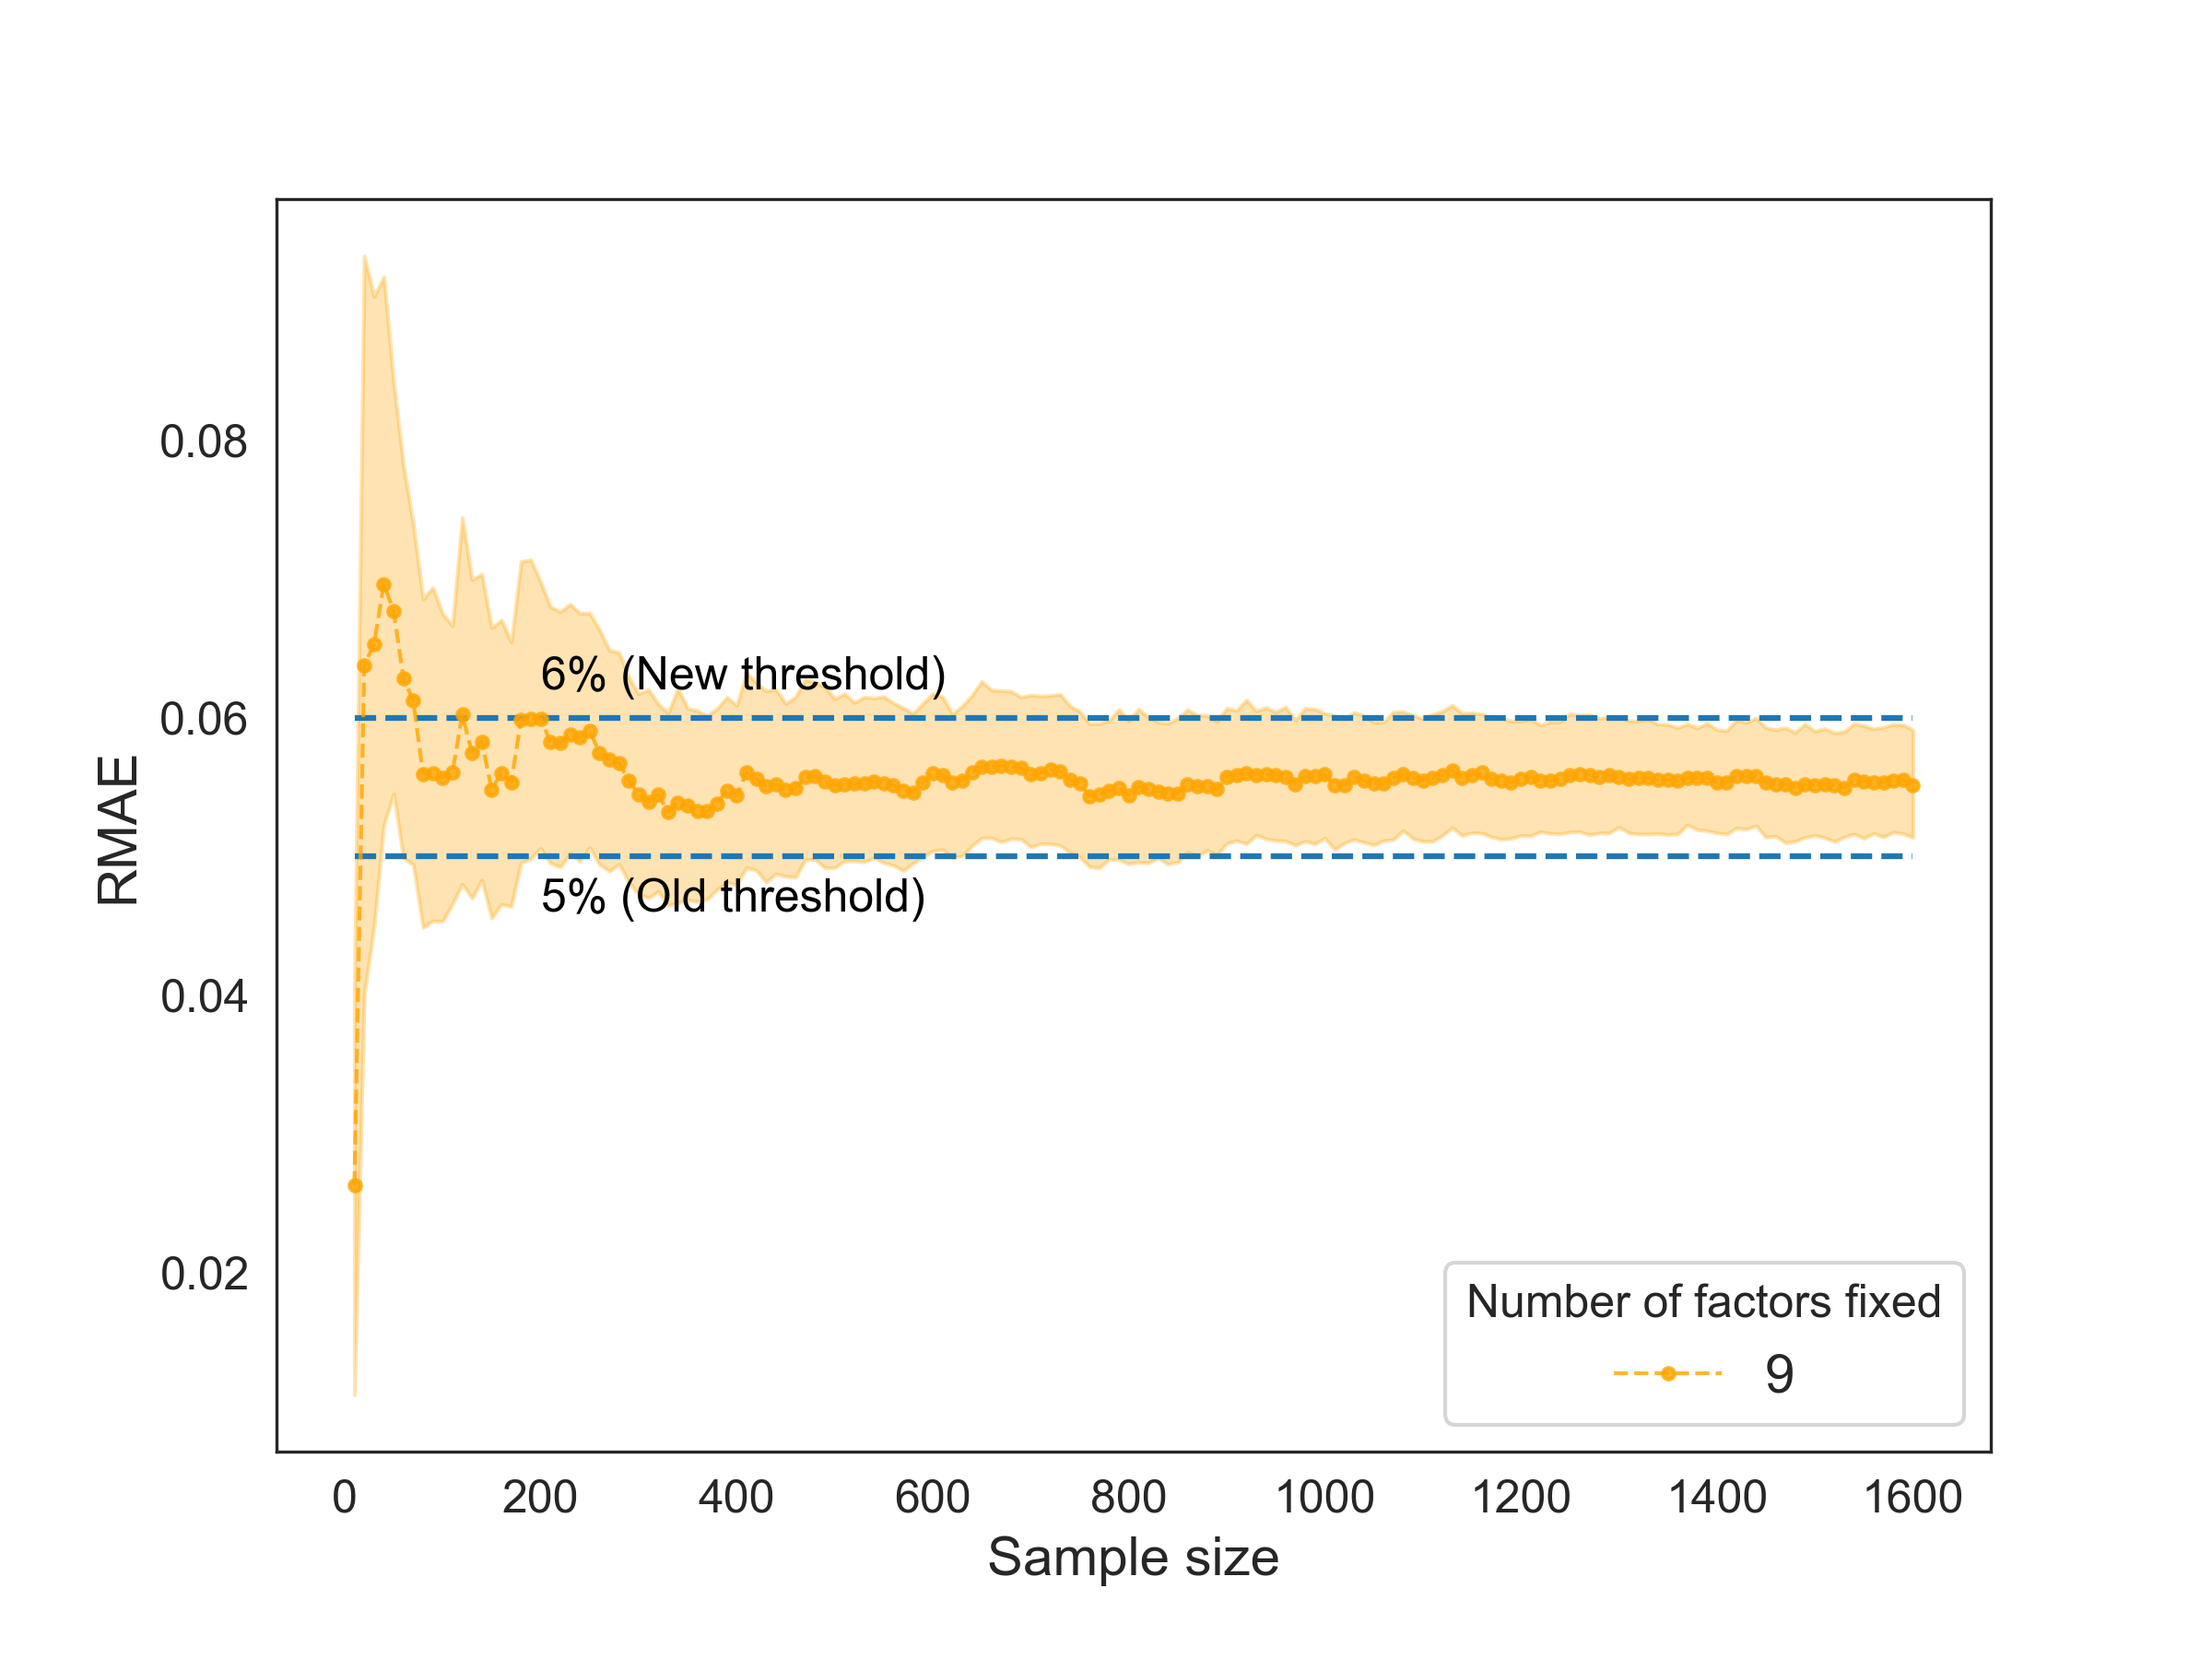 0.08
0.06
0.04
0.02
RMAE
6% (New threshold)
5% (Old threshold)
Number of factors fixed
9
0 200 400 600 800 1000 1200 1400 1600
Sample size